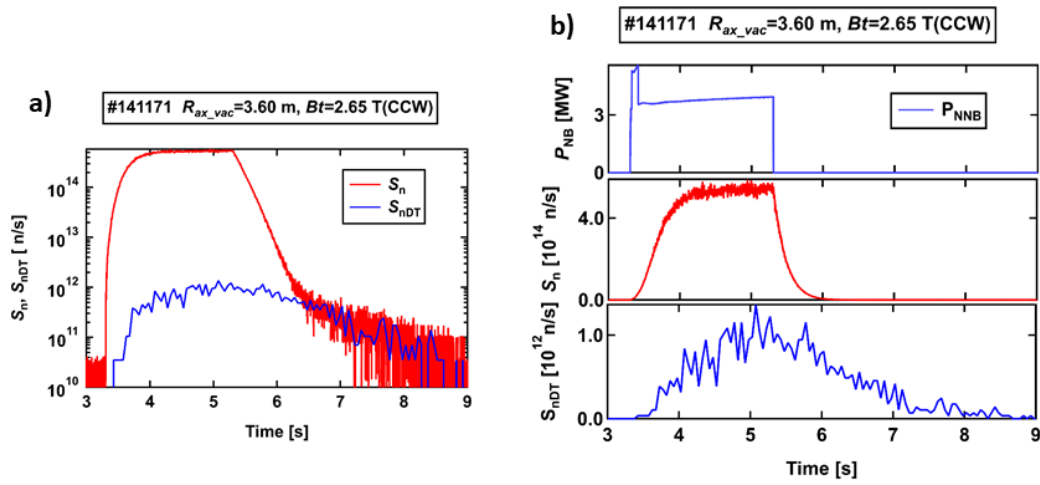 a)
#141171 Rax_vac=3.60 m, Bt=2.65 T(CCW)
Sn, SnDT [ n/s]
10^14
10^13
10^12
10^11
10^10
Sn
SnDT
3 4 5 6 7 8 9
Time [s]
b)
#141171 Rax_vac=3.60 m, Bt=2.65 T(CCW)
PNB [MW]
3
0
PNNB
Sn [10^14 n/s]
4.0
0.0
SnDT [10^12 n/s]
1.0
0.0
3 4 5 6 7 8 9
Time [s]